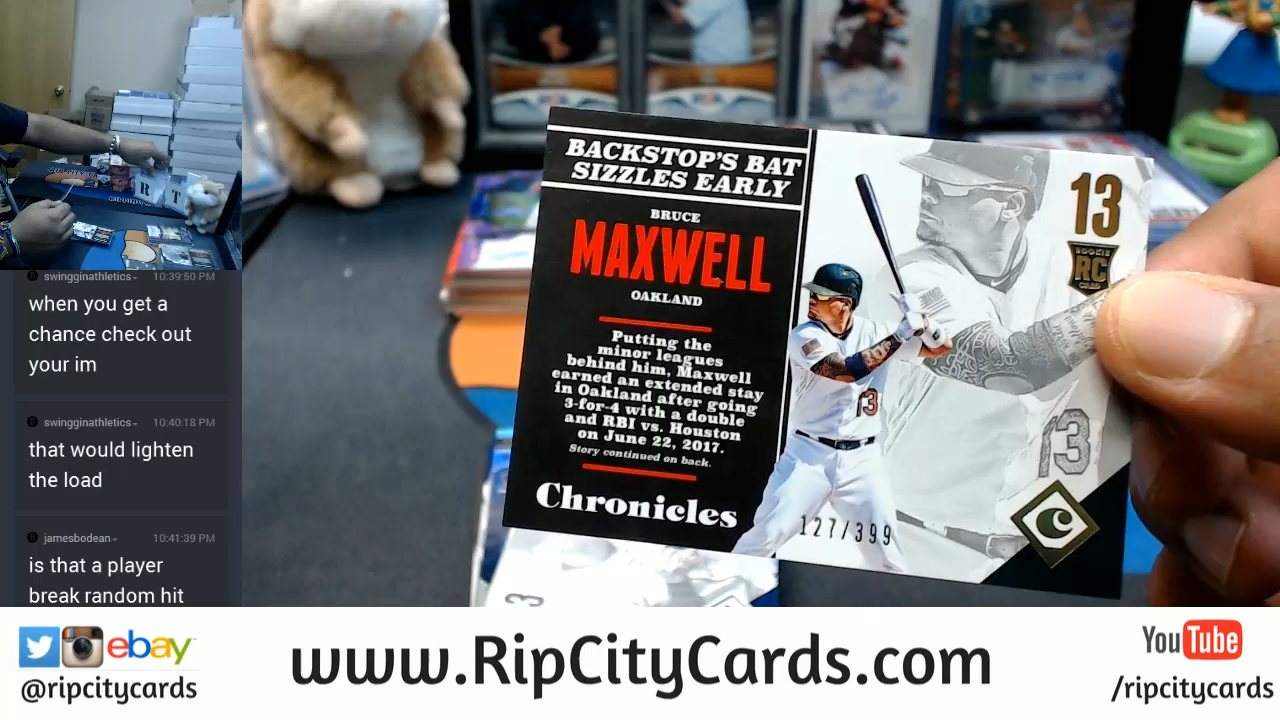 swingginathletics 10:39:50 PM
when you get a
chance check out
your im
swingginathletics 10:40:18 PM
that would lighten
the load
jamesbodean 10:41:39 PM
is that a player
break random hit
R T
BACKSTOP'S BAT
SIZZLES EARLY
BRUCE
MAXWELL
OAKLAND
Putting the
minor leagues
behind him, Maxwell
earned an extended stay
in Oakland after going
3-for-4 with a double
and RBI vs. Houston
on June 22, 2017.
Story continued on back.
Chronicles
13
ROOKIE
RC
CARD
13
13
C
127/399
3
ebay
@ripcitycards
www.RipCityCards.com
YouTube
/ripcitycards